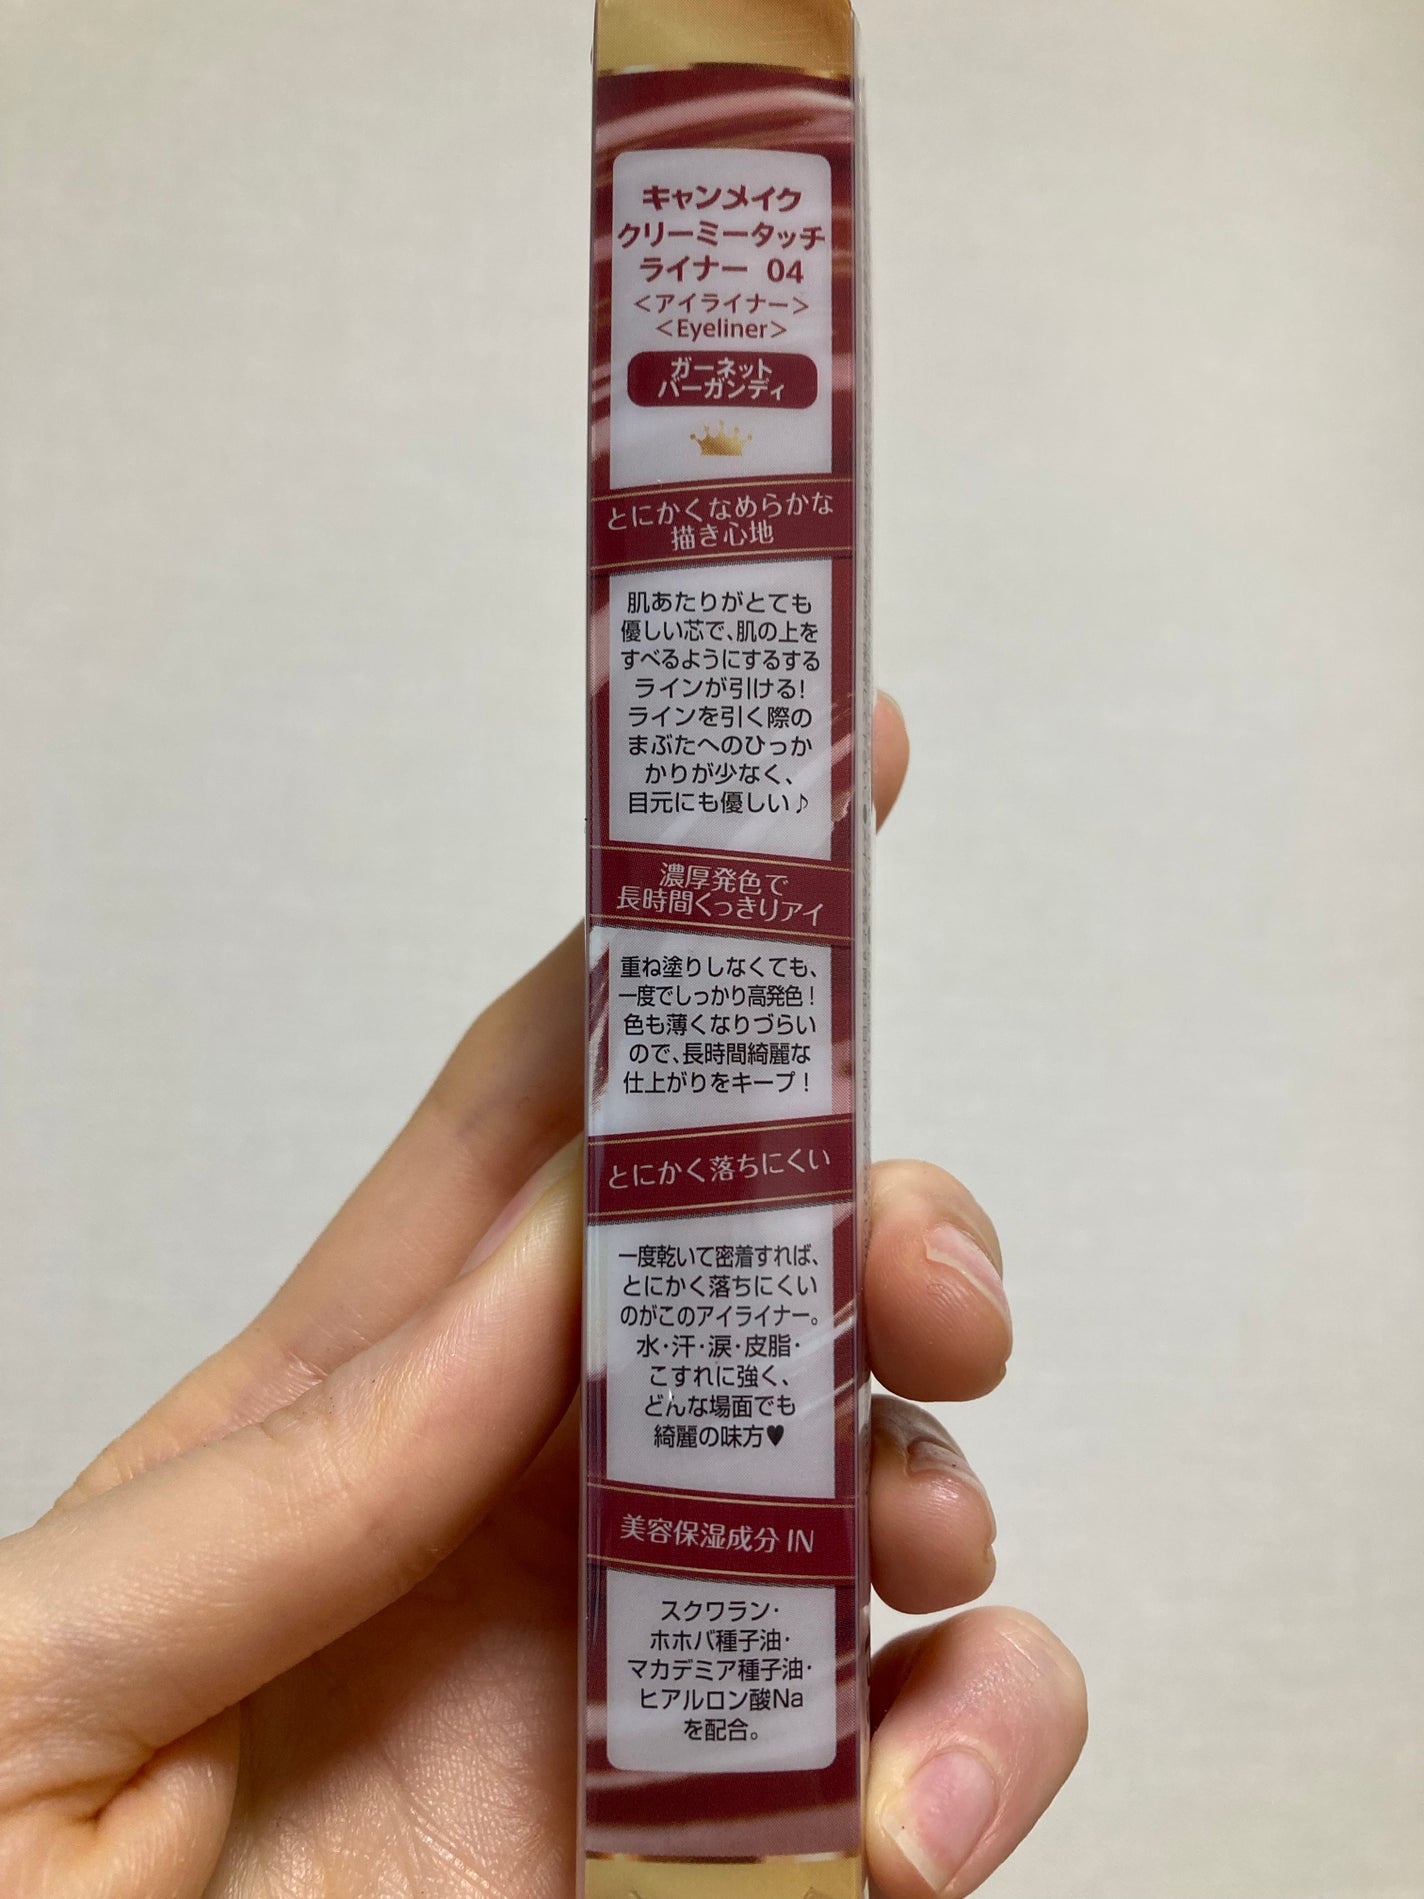 キャンメイク
クリーミータッチ
ライナー 04
＜アイライナー＞
＜Eyeliner＞
ガーネット
バーガンディ
とにかくなめらかな
描き心地
肌あたりがとても
優しい芯で、肌の上を
すべるようにするする
ラインが引ける！
ラインを引く際の
まぶたへのひっか
かりが少なく、
目元にも優しい♪
濃厚発色で
長時間くっきりアイ
重ね塗りしなくても、
一度でしっかり高発色！
色も薄くなりづらい
ので、長時間綺麗な
仕上がりをキープ！
とにかく落ちにくい
一度乾いて密着すれば、
とにかく落ちにくい
のがこのアイライナー。
水・汗・涙・皮脂・
こすれに強く、
どんな場面でも
綺麗の味方♥
美容保湿成分 IN
スクワラン・
ホホバ種子油・
マカデミア種子油・
ヒアルロン酸Na
を配合。